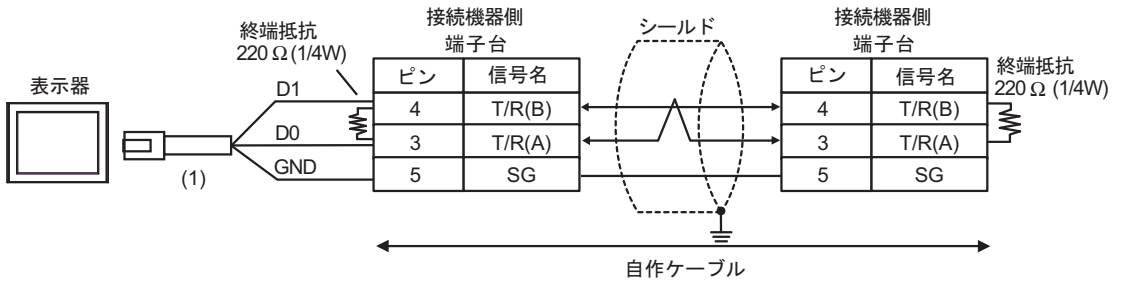 表示器
(1)
D1
D0
GND
終端抵抗
220 Ω (1/4W)
接続機器側
端子台
ピン 信号名
4 T/R(B)
3 T/R(A)
5 SG
シールド
接続機器側
端子台
ピン 信号名
4 T/R(B)
3 T/R(A)
5 SG
終端抵抗
220 Ω (1/4W)
自作ケーブル